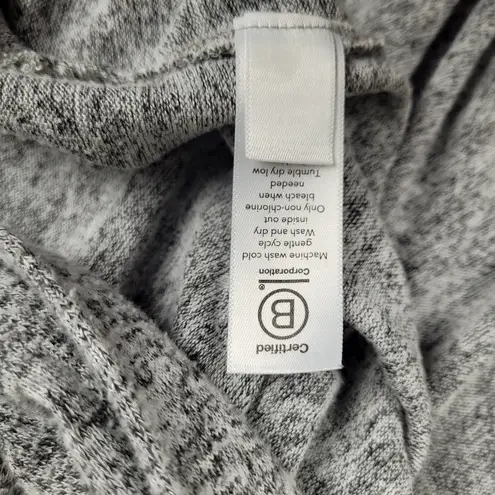 Certified
B
®
Corporation
Machine wash cold
gentle cycle
Wash and dry
inside out
Only non-chlorine
bleach when
needed
Tumble dry low